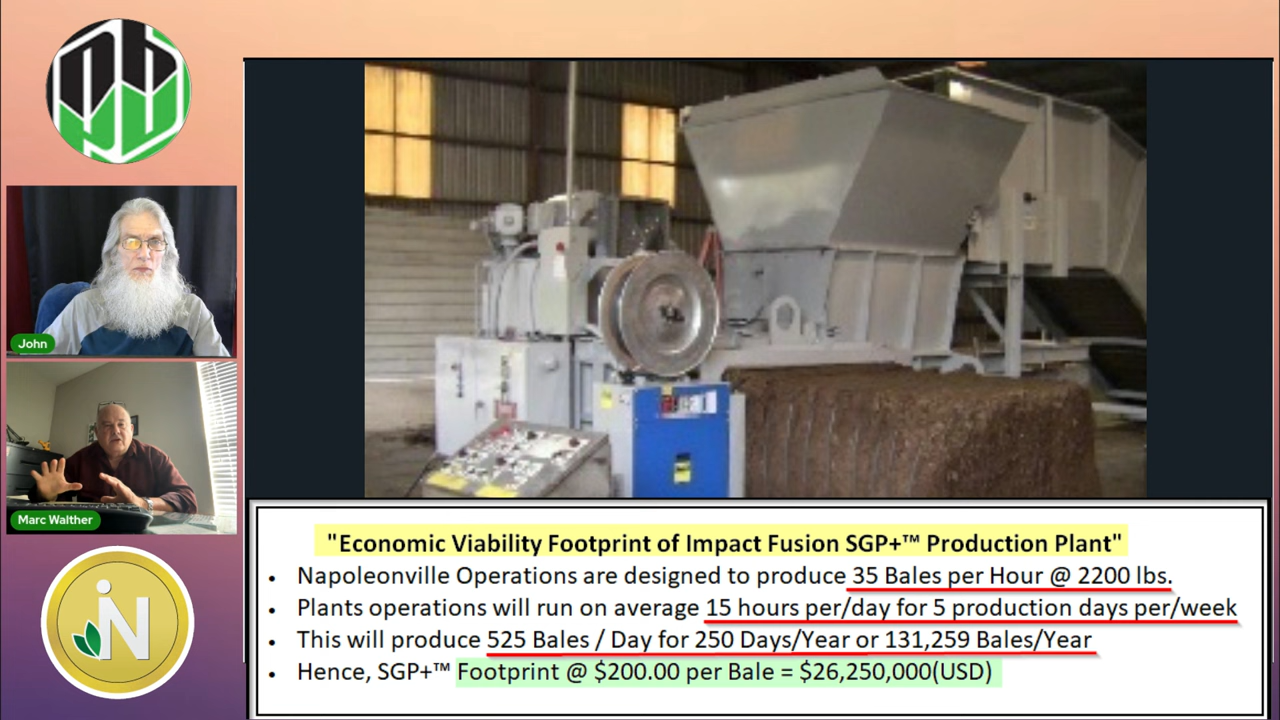 John
Marc Walther
iN
"Economic Viability Footprint of Impact Fusion SGP+™ Production Plant"
• Napoleonville Operations are designed to produce 35 Bales per Hour @ 2200 lbs.
• Plants operations will run on average 15 hours per/day for 5 production days per/week
• This will produce 525 Bales / Day for 250 Days/Year or 131,259 Bales/Year
• Hence, SGP+™ Footprint @ $200.00 per Bale = $26,250,000(USD)